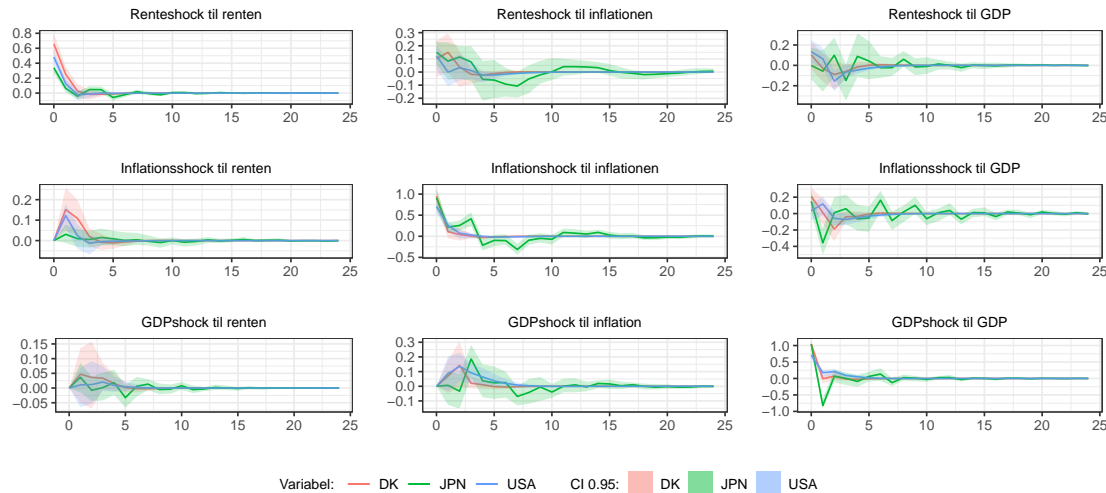 Renteshock til renten
0.8
0.6
0.4
0.2
0.0
0 5 10 15 20 25
Renteshock til inflationen
0.3
0.2
0.1
0.0
−0.1
−0.2
0 5 10 15 20 25
Renteshock til GDP
0.2
0.0
−0.2
0 5 10 15 20 25
Inflationsshock til renten
0.2
0.1
0.0
0 5 10 15 20 25
Inflationshock til inflationen
1.0
0.5
0.0
−0.5
0 5 10 15 20 25
Inflationsshock til GDP
0.2
0.0
−0.2
−0.4
0 5 10 15 20 25
GDPshock til renten
0.15
0.10
0.05
0.00
−0.05
0 5 10 15 20 25
GDPshock til inflation
0.3
0.2
0.1
0.0
−0.1
0 5 10 15 20 25
GDPshock til GDP
1.0
0.5
0.0
−0.5
−1.0
0 5 10 15 20 25
Variabel: DK JPN USA CI 0.95: DK JPN USA